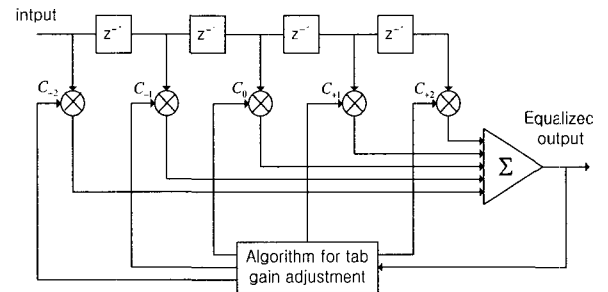 intput
z⁻¹ z⁻¹ z⁻¹ z⁻¹
C₋₂ C₋₁ C₀ C₊₁ C₊₂
Equalizec
output
Σ
Algorithm for tab
gain adjustment